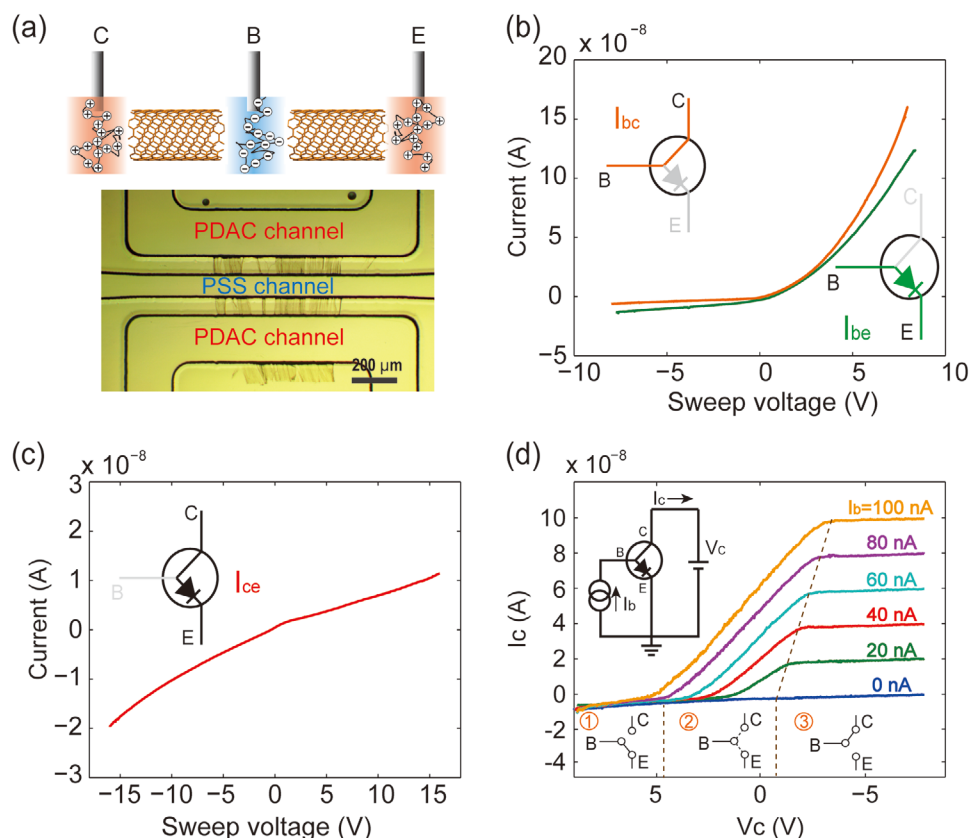 (a)
C B E
PDAC channel
PSS channel
PDAC channel
200 µm
(b)
x 10⁻⁸
20
15
10
5
0
−5
−10 −5 0 5 10
Current (A)
Sweep voltage (V)
Ibc
C
B
E
C
B
E
Ibe
(c)
x 10⁻⁸
3
2
1
0
−1
−2
−3
−15 −10 −5 0 5 10 15
Current (A)
Sweep voltage (V)
C
B
E
Ice
(d)
x 10⁻⁸
10
8
6
4
2
0
−2
−4
5 0 −5
Ic (A)
Vc (V)
Ic
C
B
E
Vc
Ib
Ib=100 nA
80 nA
60 nA
40 nA
20 nA
0 nA
① ② ③
C C C
B B B
E E E